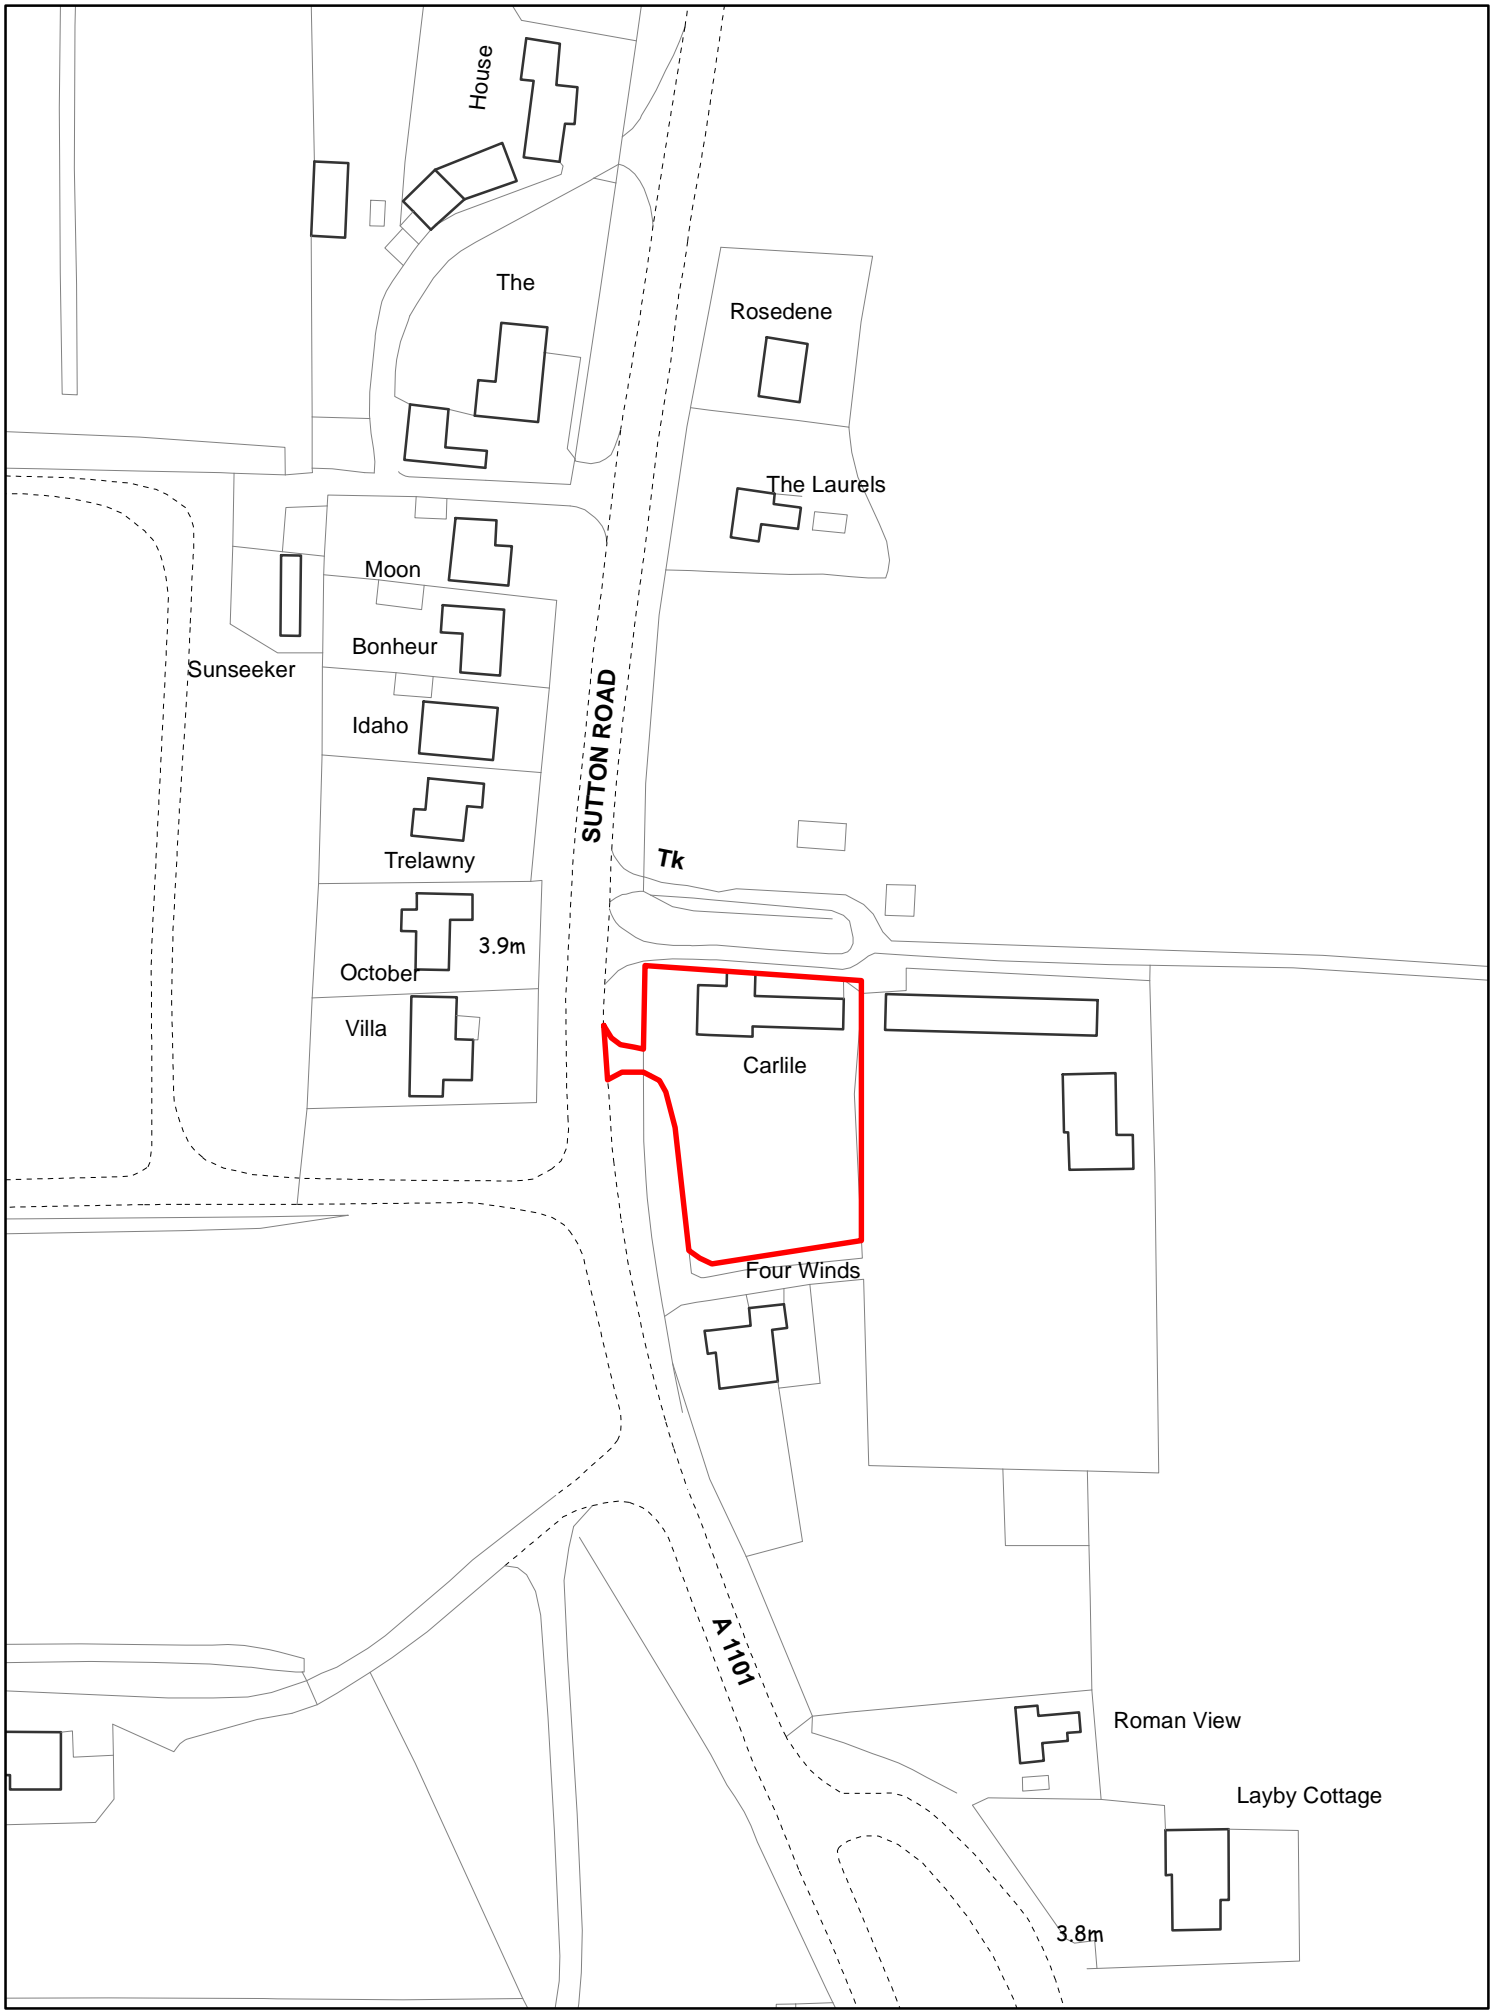 House
The
Rosedene
The Laurels
Moon
Bonheur
Sunseeker
Idaho
SUTTON ROAD
Trelawny
Tk
3.9m
October
Villa
Carlile
Four Winds
A 1101
Roman View
Layby Cottage
3.8m